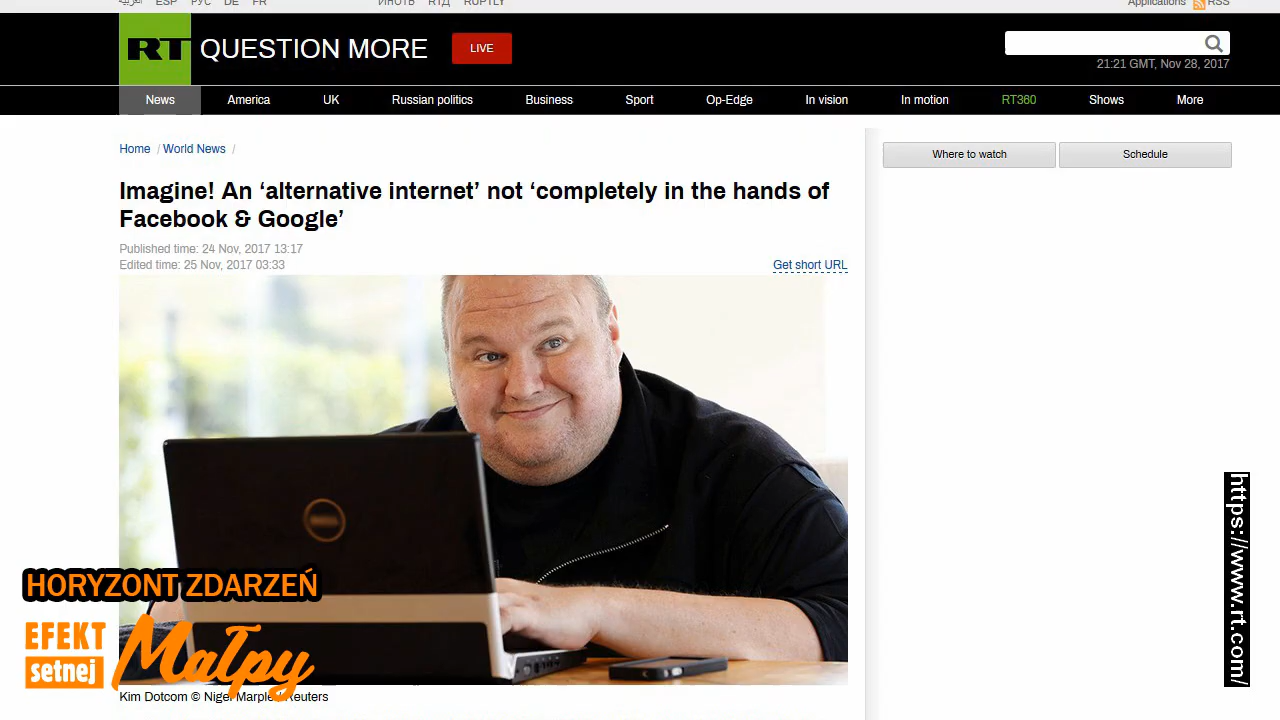 ESP РУС DE FR ИНОТВ RTД RUPTLY Applications RSS
RT QUESTION MORE LIVE
21:21 GMT, Nov 28, 2017
News America UK Russian politics Business Sport Op-Edge In vision In motion RT360 Shows More
Home / World News /
Where to watch Schedule
Imagine! An ‘alternative internet’ not ‘completely in the hands of
Facebook & Google’
Published time: 24 Nov, 2017 13:17
Edited time: 25 Nov, 2017 03:33
Get short URL
https://www.rt.com/
HORYZONT ZDARZEŃ
EFEKT
setnej
Małpy
Kim Dotcom © Nigel Marple / Reuters